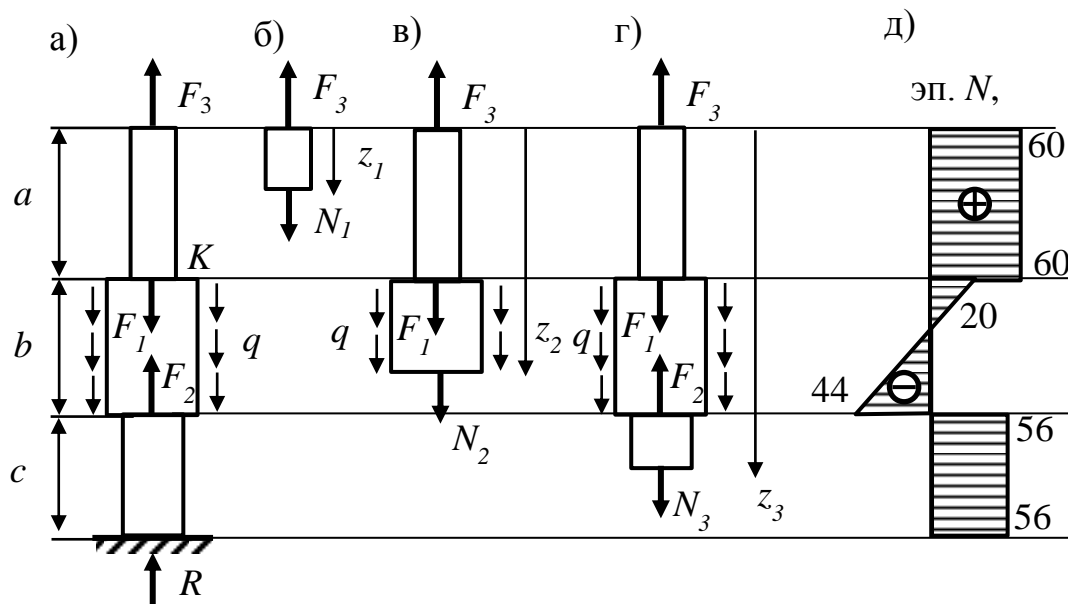 а) б) в) г) д)
F3 F3 F3 F3 эп. N,
a z1 60
N1
K 60
b F1 q q F1 z2 q F1 20
F2 F2 44
N2 56
c N3 z3
56
R